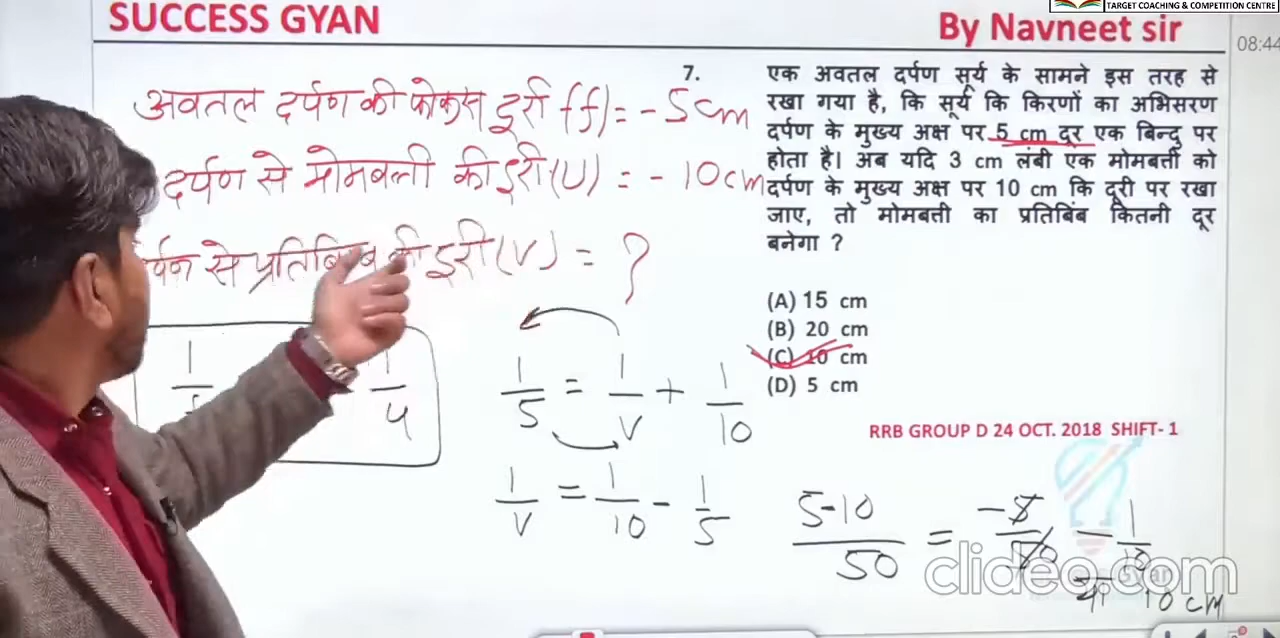 TARGET COACHING & COMPETITION CENTRE
SUCCESS GYAN
By Navneet sir
08:44
अवतल दर्पण की फोकस दूरी (f) = -5cm
दर्पण से मोमबत्ती की दूरी (U) = - 10cm
से प्रतिबिंब की दूरी (V) = ?
1/5 = 1/V + 1/10
1/V = 1/10 - 1/5
5-10/50 = -5/50 - 1/10
10 cm
7. एक अवतल दर्पण सूर्य के सामने इस तरह से
रखा गया है, कि सूर्य कि किरणों का अभिसरण
दर्पण के मुख्य अक्ष पर 5 cm दूर एक बिन्दु पर
होता है। अब यदि 3 cm लंबी एक मोमबत्ती को
दर्पण के मुख्य अक्ष पर 10 cm कि दूरी पर रखा
जाए, तो मोमबत्ती का प्रतिबिंब कितनी दूर
बनेगा ?
(A) 15 cm
(B) 20 cm
(C) 10 cm
(D) 5 cm
RRB GROUP D 24 OCT. 2018 SHIFT- 1
clideo.com